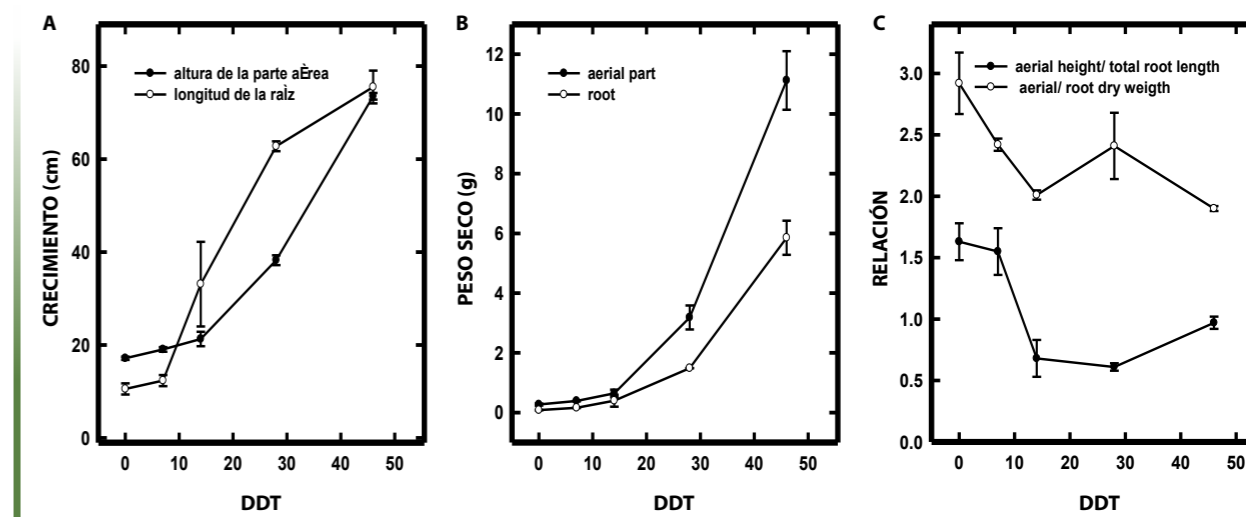 A
CRECIMIENTO (cm)
80
60
40
20
0
altura de la parte aÈrea
longitud de la raÌz
0 10 20 30 40 50
DDT
B
PESO SECO (g)
12
10
8
6
4
2
0
aerial part
root
0 10 20 30 40 50
DDT
C
RELACIÓN
3.0
2.5
2.0
1.5
1.0
0.5
0.0
aerial height/ total root length
aerial/ root dry weigth
0 10 20 30 40 50
DDT